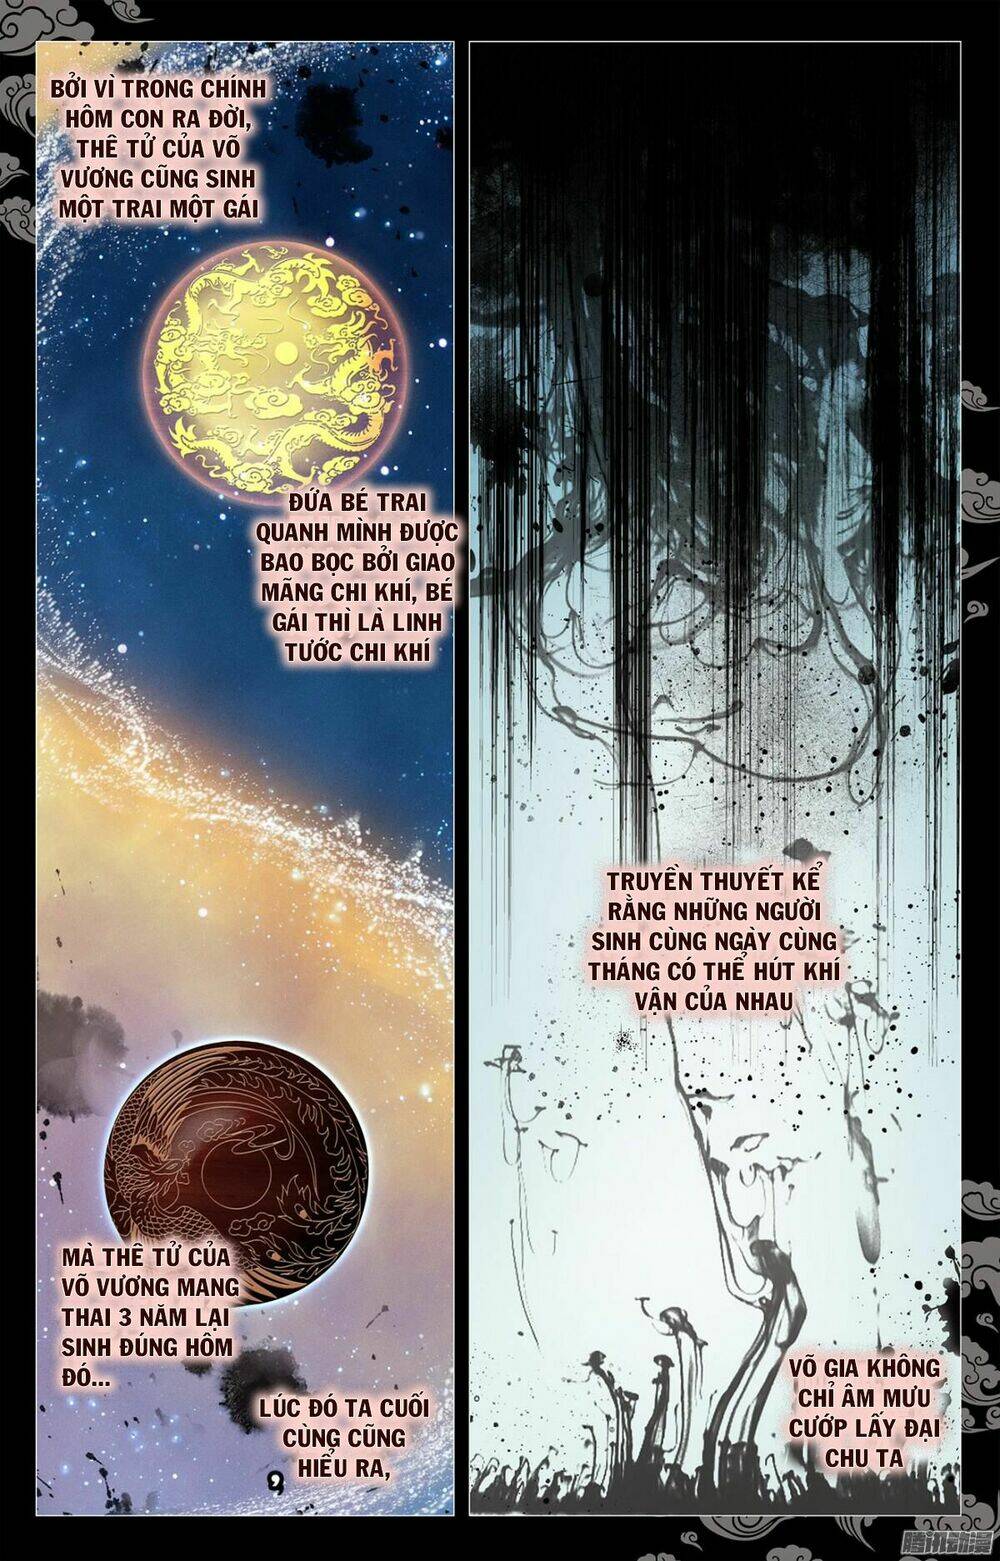 BỞI VÌ TRONG CHÍNH
HÔM CON RA ĐỜI,
THÊ TỬ CỦA VÕ
VƯƠNG CŨNG SINH
MỘT TRAI MỘT GÁI
ĐỨA BÉ TRAI
QUANH MÌNH ĐƯỢC
BAO BỌC BỞI GIAO
MÃNG CHI KHÍ, BÉ
GÁI THÌ LÀ LINH
TƯỚC CHI KHÍ
MÀ THÊ TỬ CỦA
VÕ VƯƠNG MANG
THAI 3 NĂM LẠI
SINH ĐÚNG HÔM
ĐÓ...
LÚC ĐÓ TA CUỐI
CÙNG CŨNG
HIỂU RA,
TRUYỀN THUYẾT KỂ
RẰNG NHỮNG NGƯỜI
SINH CÙNG NGÀY CÙNG
THÁNG CÓ THỂ HÚT KHÍ
VẬN CỦA NHAU
VÕ GIA KHÔNG
CHỈ ÂM MƯU
CƯỚP LẤY ĐẠI
CHU TA
腾讯动漫